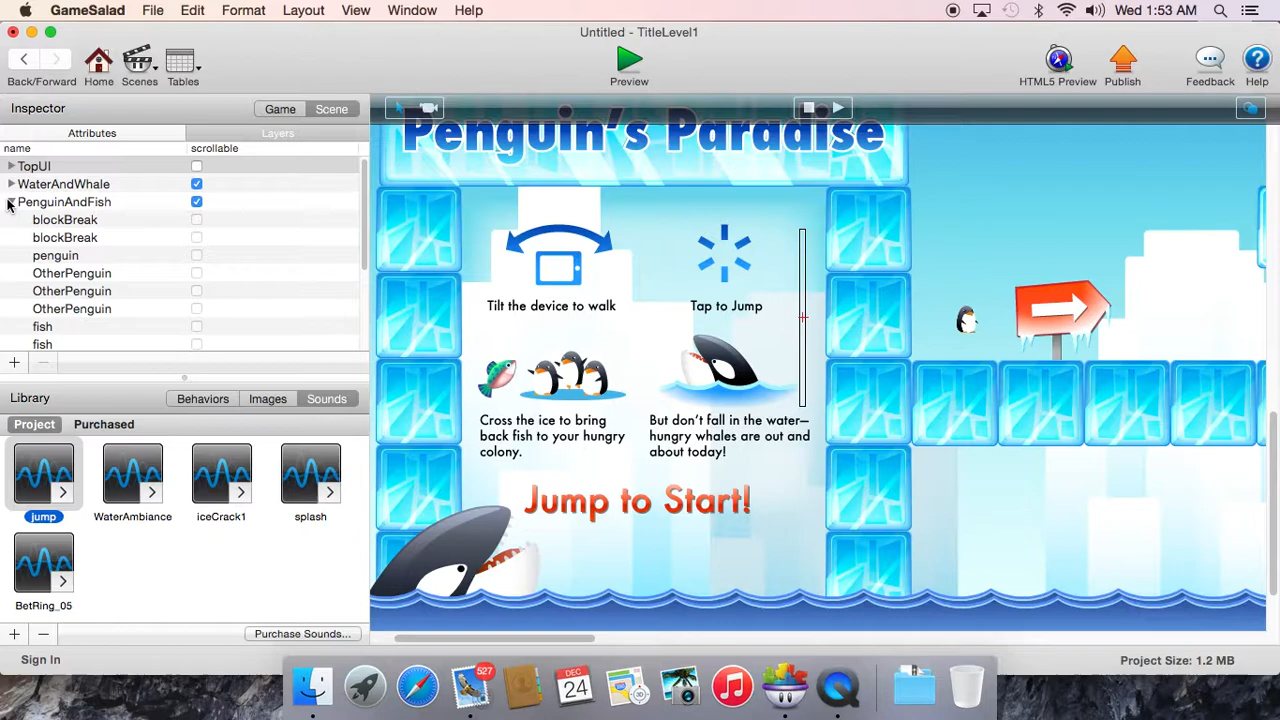 GameSalad File Edit Format Layout View Window Help Wed 1:53 AM
Untitled - TitleLevel1
Back/Forward Home Scenes Tables Preview HTML5 Preview Publish Feedback Help
Inspector Game Scene
Attributes Layers
name scrollable
TopUI
WaterAndWhale
PenguinAndFish
blockBreak
blockBreak
penguin
OtherPenguin
OtherPenguin
OtherPenguin
fish
fish
Library Behaviors Images Sounds
Project Purchased
jump WaterAmbiance iceCrack1 splash
BetRing_05
Purchase Sounds...
Sign In
Penguin's Paradise
Tilt the device to walk
Tap to Jump
Cross the ice to bring
back fish to your hungry
colony.
But don't fall in the water—
hungry whales are out and
about today!
Jump to Start!
Project Size: 1.2 MB
527
DEC
24